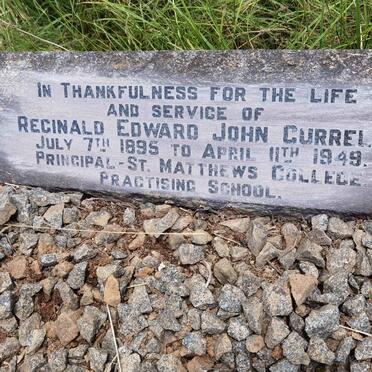 IN THANKFULNESS FOR THE LIFE
AND SERVICE OF
REGINALD EDWARD JOHN CURREL
JULY 7TH 1895 TO APRIL 11TH 1949.
PRINCIPAL-ST. MATTHEWS COLLEGE
PRACTISING SCHOOL.